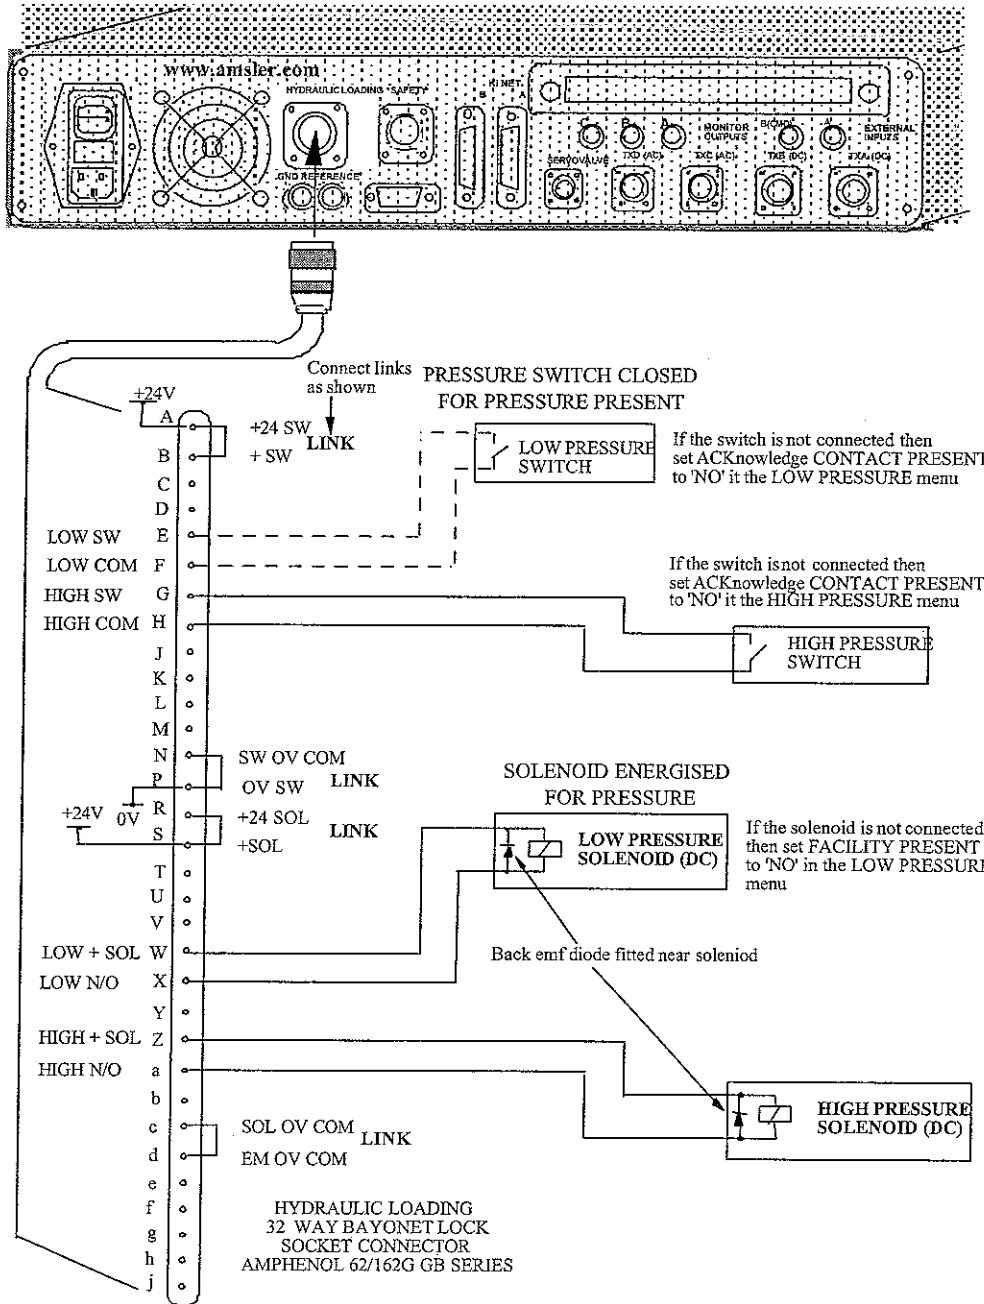 www.amsler.com
HYDRAULIC LOADING "SAFETY"
KI NET
B A
C B A MONITOR OUTPUTS
B(CMD) A EXTERNAL INPUTS
GND REFERENCE
SERVOVALVE TXD (AC) TXC (AC) TXB (DC) TXA (DC)
Connect links
as shown
PRESSURE SWITCH CLOSED
FOR PRESSURE PRESENT
+24V
A
+24 SW
LINK
B
+ SW
LOW PRESSURE
SWITCH
If the switch is not connected then
set ACKnowledge CONTACT PRESENT
to 'NO' it the LOW PRESSURE menu
C
D
LOW SW E
LOW COM F
HIGH SW G
HIGH COM H
If the switch is not connected then
set ACKnowledge CONTACT PRESENT
to 'NO' it the HIGH PRESSURE menu
HIGH PRESSURE
SWITCH
J
K
L
M
N
SW OV COM
P
OV SW
LINK
+24V
0V
R
+24 SOL
S
+SOL
LINK
SOLENOID ENERGISED
FOR PRESSURE
LOW PRESSURE
SOLENOID (DC)
If the solenoid is not connected
then set FACILITY PRESENT
to 'NO' in the LOW PRESSURE
menu
T
U
V
LOW + SOL W
LOW N/O X
Back emf diode fitted near soleniod
Y
HIGH + SOL Z
HIGH N/O a
b
HIGH PRESSURE
SOLENOID (DC)
c
SOL OV COM
LINK
d
EM OV COM
e
f
g
h
j
HYDRAULIC LOADING
32 WAY BAYONET LOCK
SOCKET CONNECTOR
AMPHENOL 62/162G GB SERIES